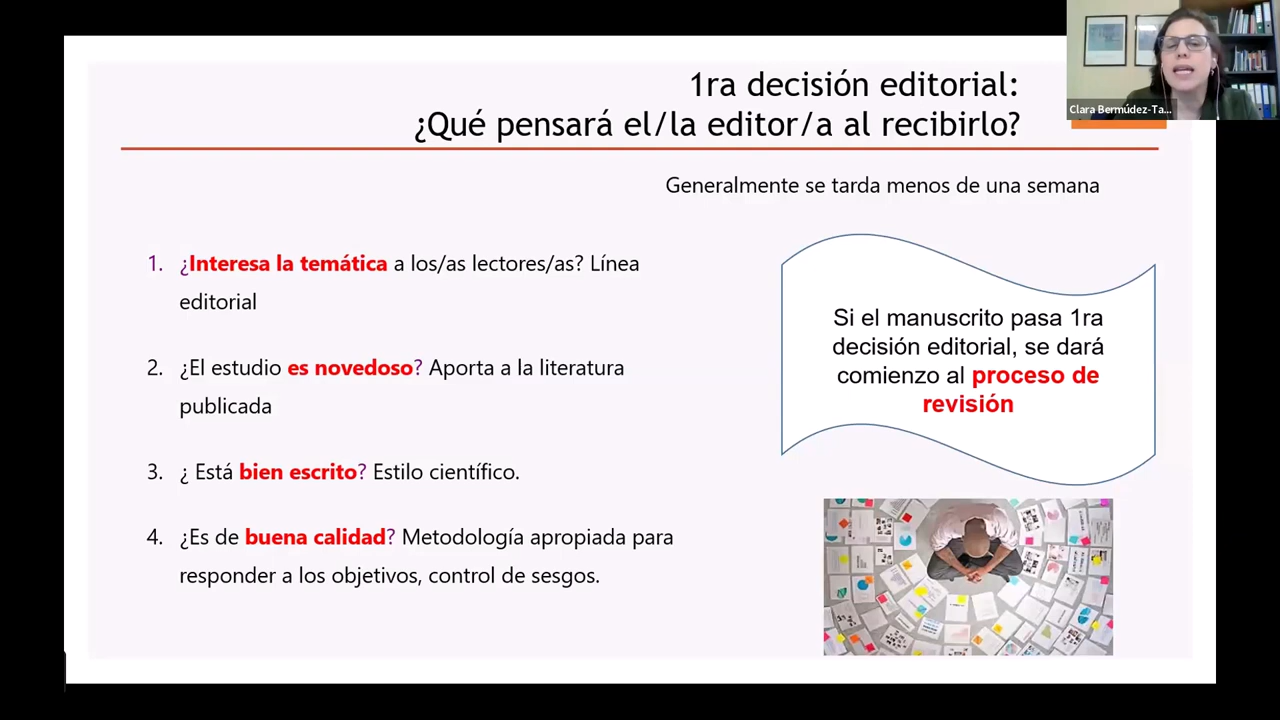 1ra decisión editorial:
¿Qué pensará el/la editor/a al recibirlo?
Clara Bermúdez-Ta...
Generalmente se tarda menos de una semana
1. ¿Interesa la temática a los/as lectores/as? Línea
editorial
2. ¿El estudio es novedoso? Aporta a la literatura
publicada
3. ¿ Está bien escrito? Estilo científico.
4. ¿Es de buena calidad? Metodología apropiada para
responder a los objetivos, control de sesgos.
Si el manuscrito pasa 1ra
decisión editorial, se dará
comienzo al proceso de
revisión